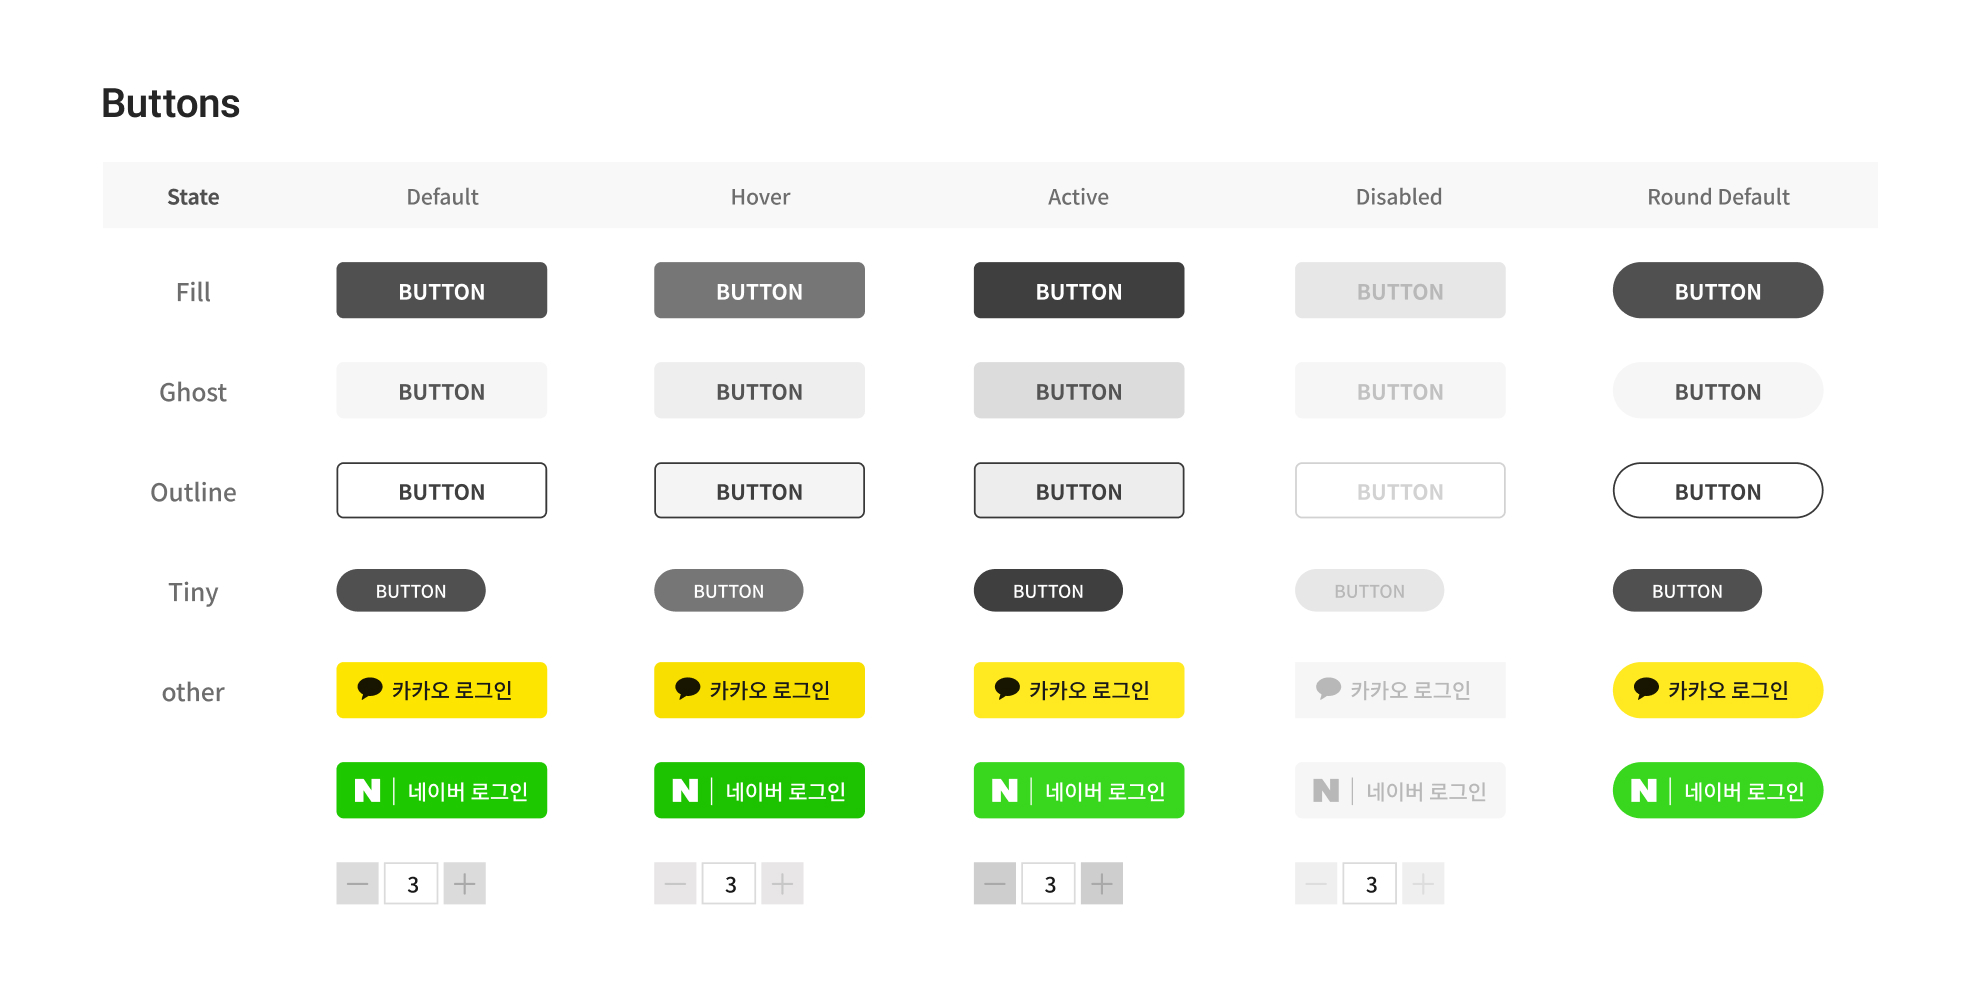 Buttons
State Default Hover Active Disabled Round Default
Fill BUTTON BUTTON BUTTON BUTTON BUTTON
Ghost BUTTON BUTTON BUTTON BUTTON BUTTON
Outline BUTTON BUTTON BUTTON BUTTON BUTTON
Tiny BUTTON BUTTON BUTTON BUTTON BUTTON
other 카카오 로그인 카카오 로그인 카카오 로그인 카카오 로그인 카카오 로그인
N | 네이버 로그인 N | 네이버 로그인 N | 네이버 로그인 N | 네이버 로그인 N | 네이버 로그인
— 3 + — 3 + — 3 + — 3 +